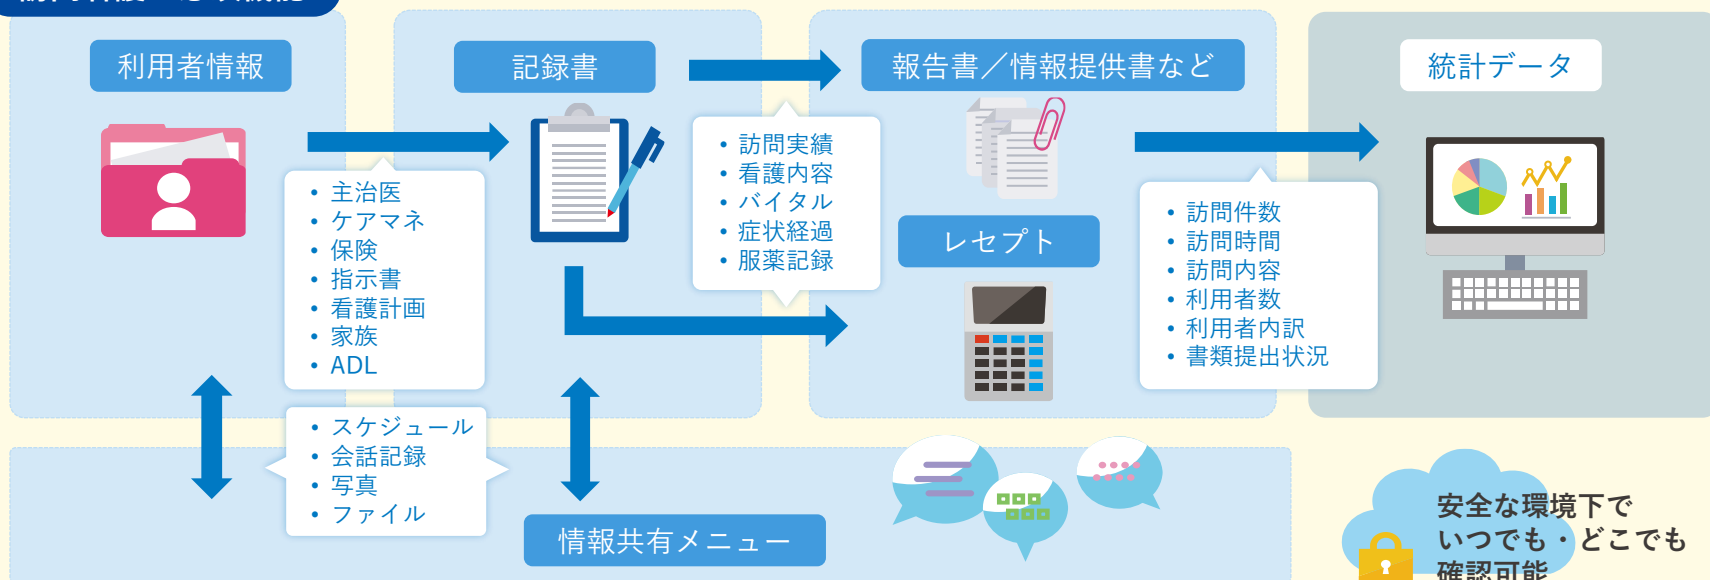 利用者情報
記録書
報告書／情報提供書など
統計データ
・主治医
・ケアマネ
・保険
・指示書
・看護計画
・家族
・ADL
・訪問実績
・看護内容
・バイタル
・症状経過
・服薬記録
レセプト
・訪問件数
・訪問時間
・訪問内容
・利用者数
・利用者内訳
・書類提出状況
・スケジュール
・会話記録
・写真
・ファイル
情報共有メニュー
安全な環境下で
いつでも・どこでも
確認可能